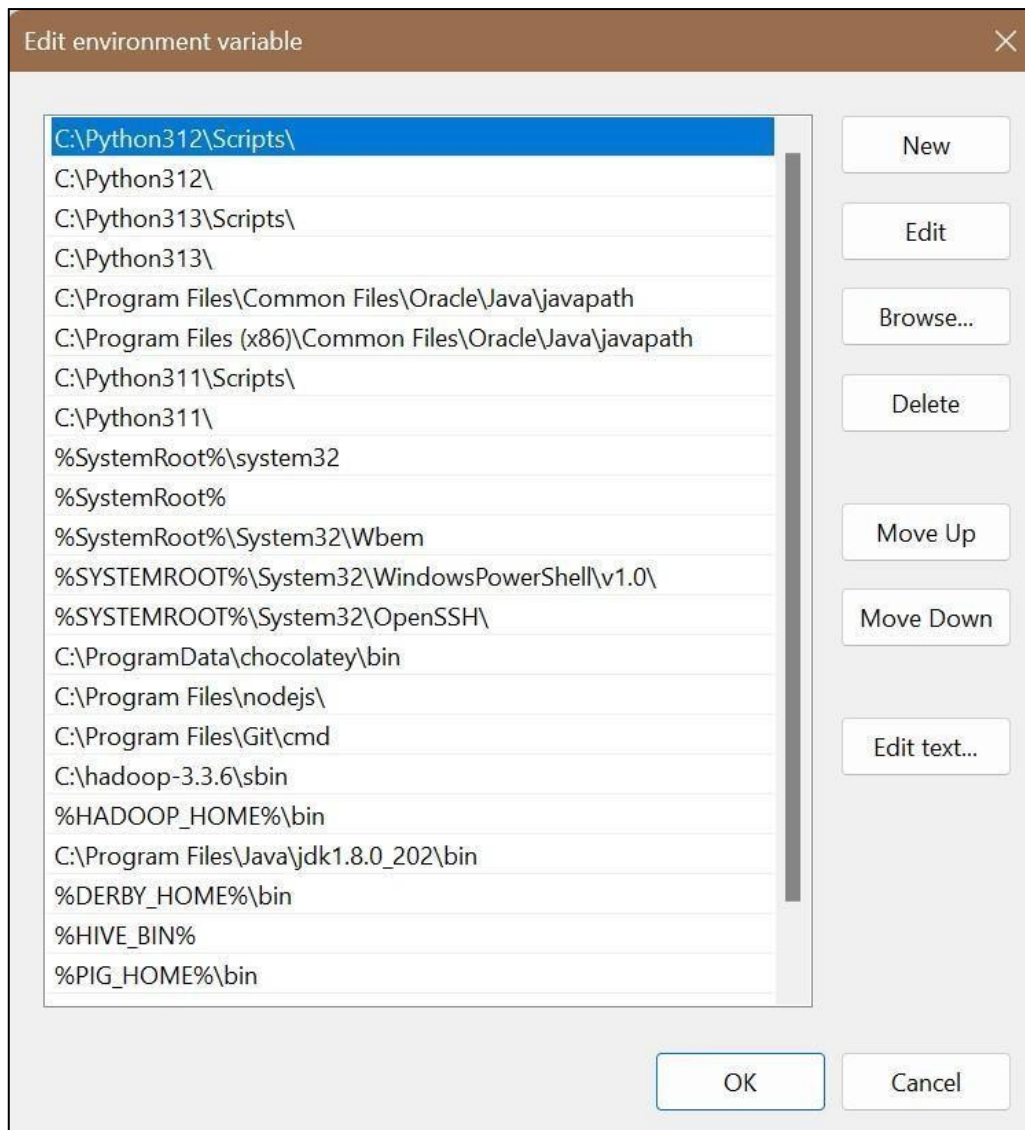 Edit environment variable
C:\Python312\Scripts\
C:\Python312\
C:\Python313\Scripts\
C:\Python313\
C:\Program Files\Common Files\Oracle\Java\javapath
C:\Program Files (x86)\Common Files\Oracle\Java\javapath
C:\Python311\Scripts\
C:\Python311\
%SystemRoot%\system32
%SystemRoot%
%SystemRoot%\System32\Wbem
%SYSTEMROOT%\System32\WindowsPowerShell\v1.0\
%SYSTEMROOT%\System32\OpenSSH\
C:\ProgramData\chocolatey\bin
C:\Program Files\nodejs\
C:\Program Files\Git\cmd
C:\hadoop-3.3.6\sbin
%HADOOP_HOME%\bin
C:\Program Files\Java\jdk1.8.0_202\bin
%DERBY_HOME%\bin
%HIVE_BIN%
%PIG_HOME%\bin
New
Edit
Browse...
Delete
Move Up
Move Down
Edit text...
OK
Cancel